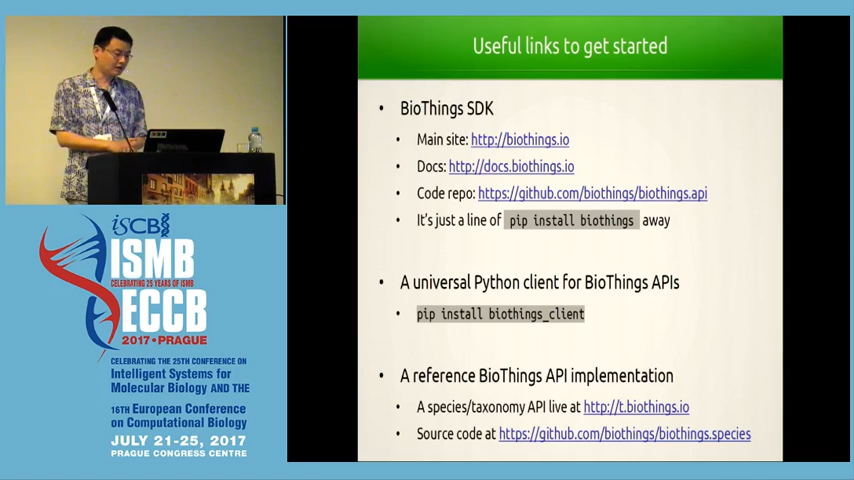 Useful links to get started
• BioThings SDK
• Main site: http://biothings.io
• Docs: http://docs.biothings.io
• Code repo: https://github.com/biothings/biothings.api
• It's just a line of pip install biothings away
• A universal Python client for BioThings APIs
• pip install biothings_client
• A reference BioThings API implementation
• A species/taxonomy API live at http://t.biothings.io
• Source code at https://github.com/biothings/biothings.species
ISCB
ISMB
CELEBRATING 25 YEARS OF ISMB
ECCB
2017 • PRAGUE
CELEBRATING THE 25TH CONFERENCE ON
Intelligent Systems for
Molecular Biology AND THE
16TH European Conference
on Computational Biology
JULY 21-25, 2017
PRAGUE CONGRESS CENTRE